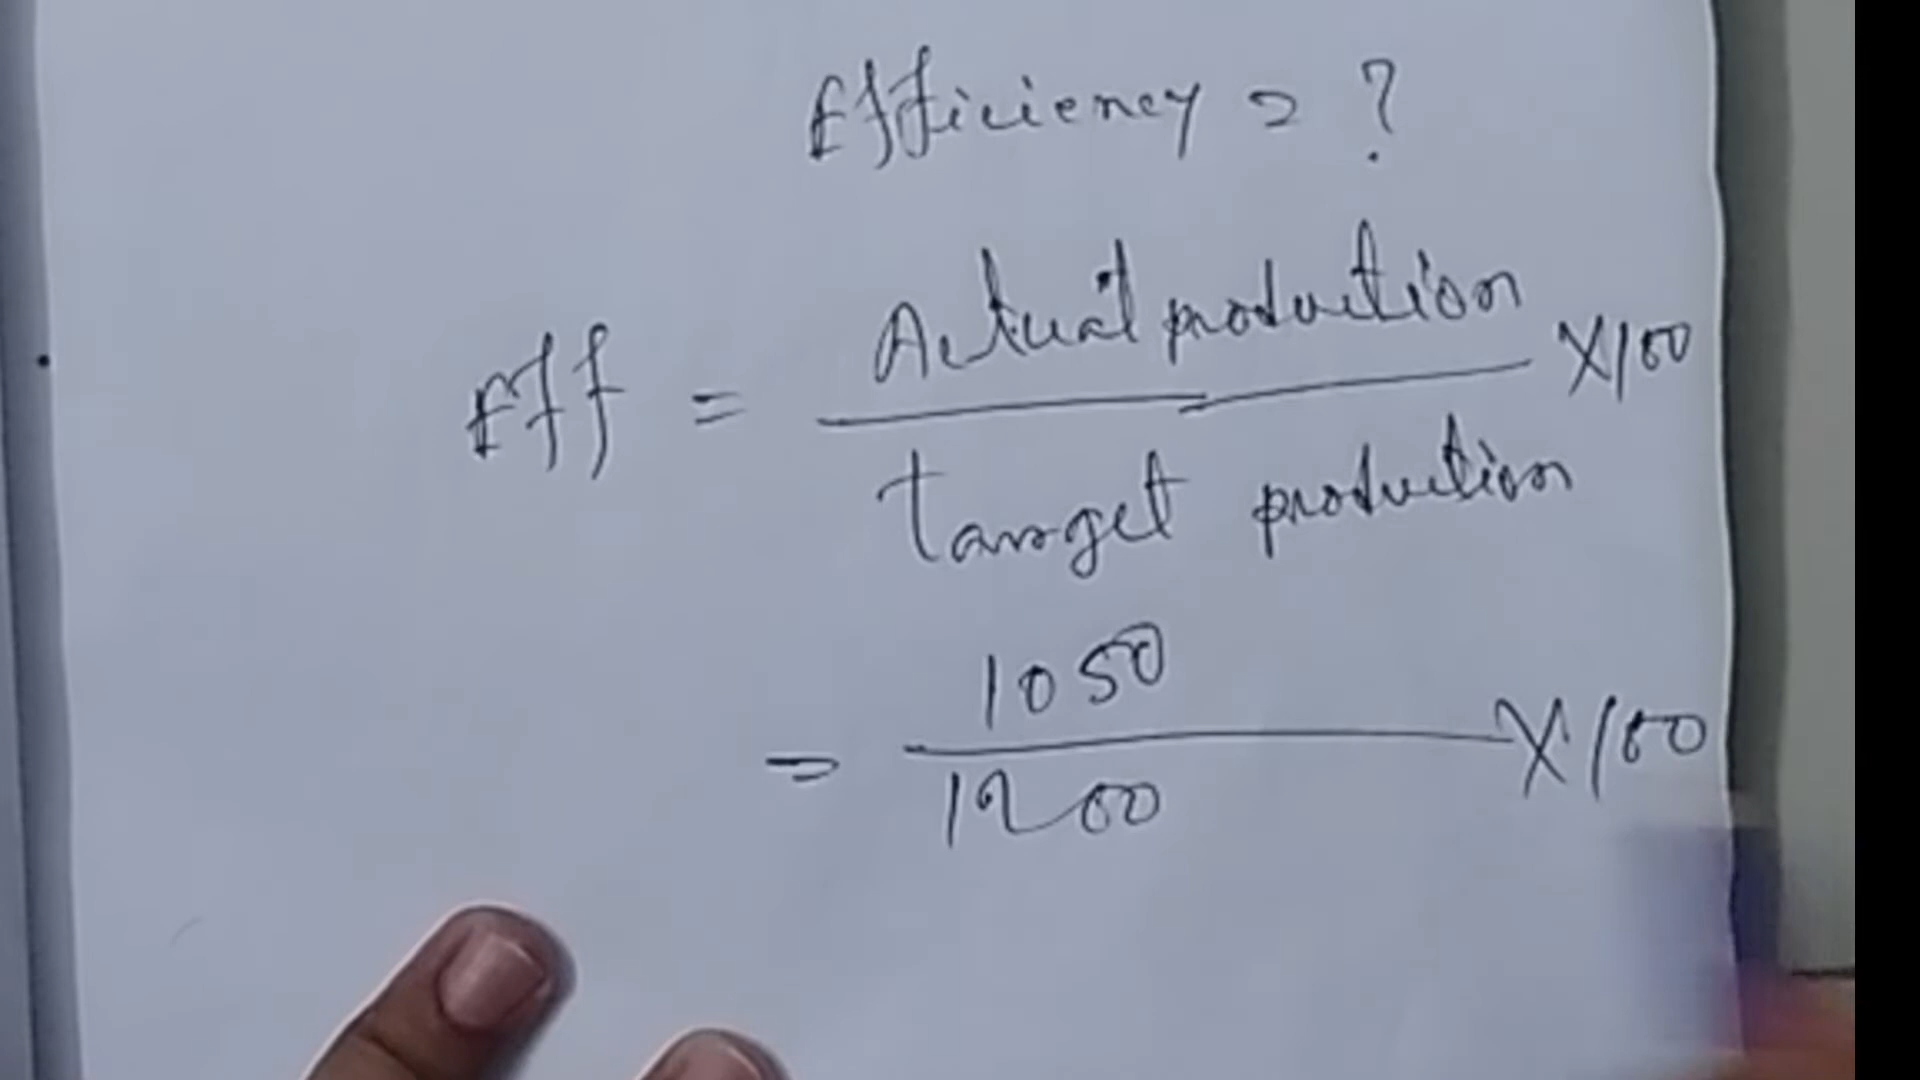 Efficiency = ?
Eff = Actual production / Target production X100
= 1050 / 1200 X100